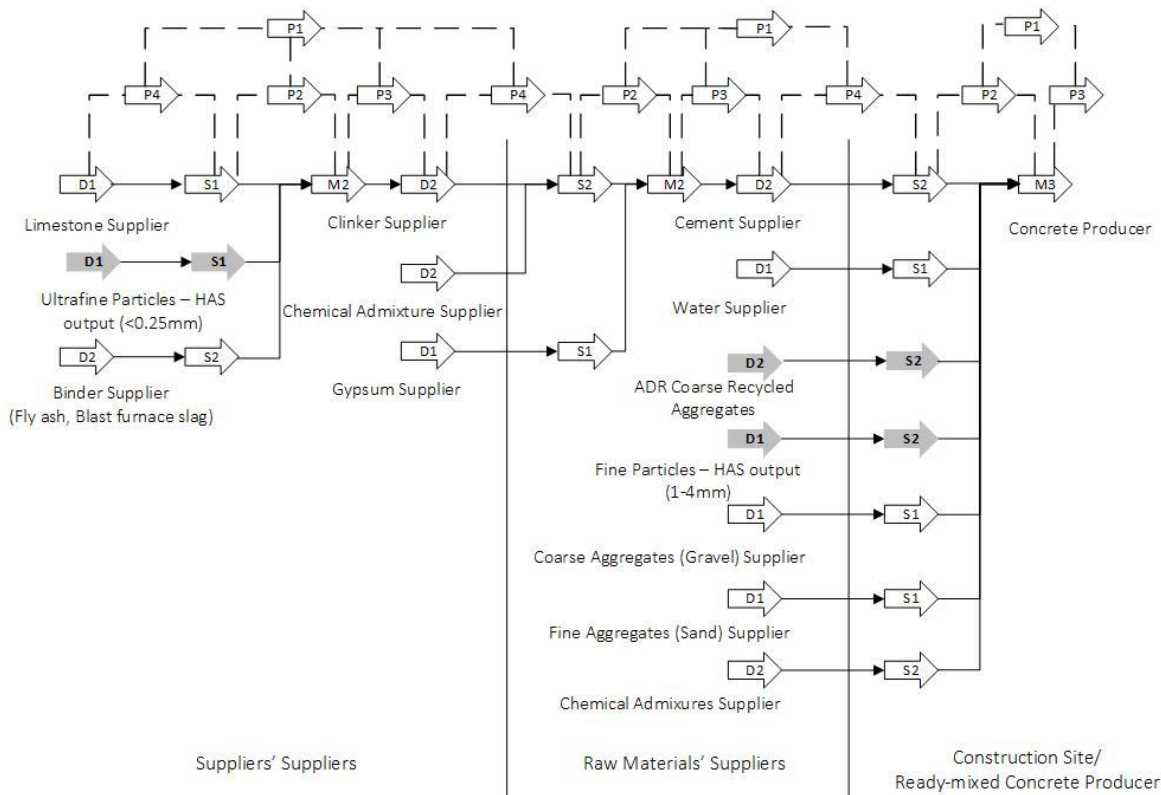 P1
P1
P1
P4
P2
P3
P4
P2
P3
P4
P2
P3
D1
S1
M2
D2
S2
M2
D2
S2
M3
Limestone Supplier
Clinker Supplier
Cement Supplier
Concrete Producer
D1
S1
D2
D1
S1
Ultrafine Particles – HAS
output (<0.25mm)
Chemical Admixture Supplier
Water Supplier
D2
S2
D1
S1
D2
S2
Binder Supplier
(Fly ash, Blast furnace slag)
Gypsum Supplier
ADR Coarse Recycled
Aggregates
D1
S2
Fine Particles – HAS output
(1-4mm)
D1
S1
Coarse Aggregates (Gravel) Supplier
D1
S1
Fine Aggregates (Sand) Supplier
D2
S2
Chemical Admixures Supplier
Suppliers’ Suppliers
Raw Materials’ Suppliers
Construction Site/
Ready-mixed Concrete Producer